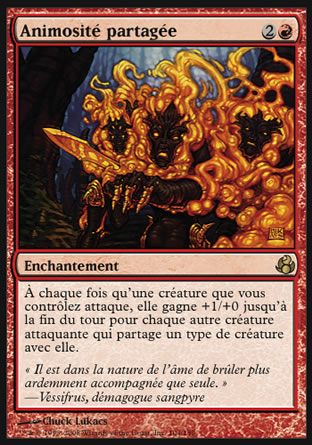 Animosité partagée 2
Enchantement
À chaque fois qu'une créature que vous
contrôlez attaque, elle gagne +1/+0 jusqu'à
la fin du tour pour chaque autre créature
attaquante qui partage un type de créature
avec elle.
« Il est dans la nature de l'âme de brûler plus
ardemment accompagnée que seule. »
—Vessifrus, démagogue sangpyre
Chuck Lukacs